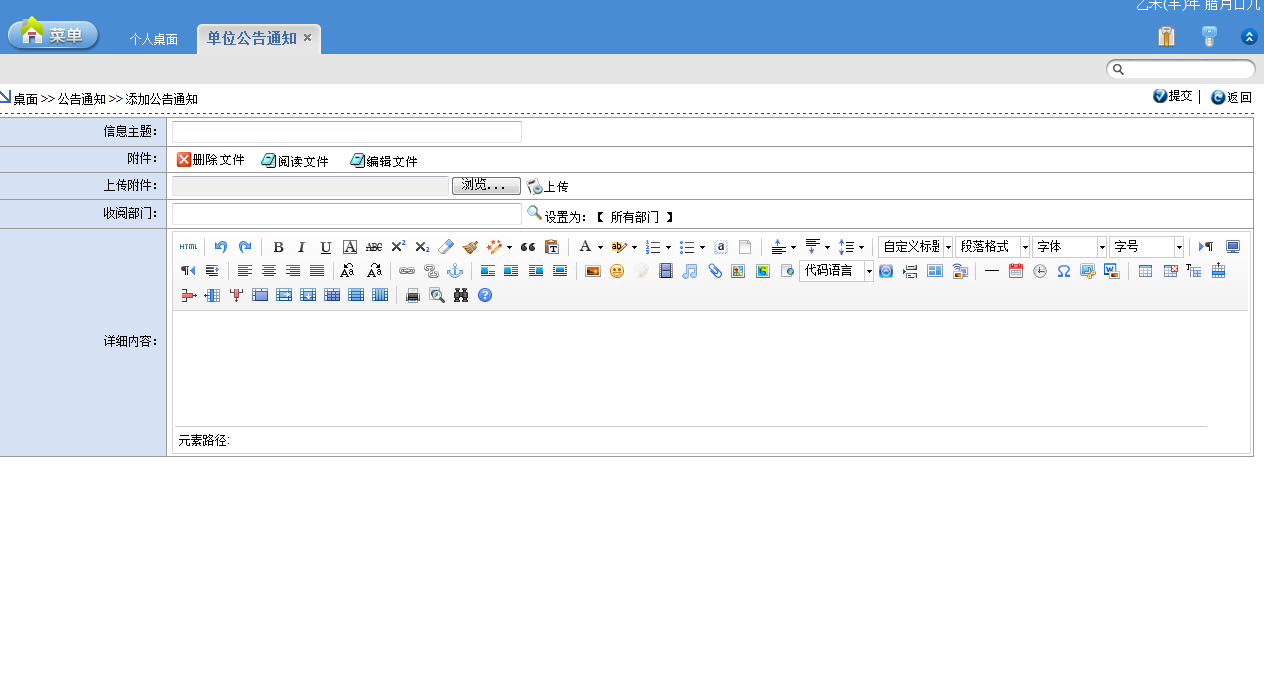 乙未(羊)年 腊月廿九
菜单
个人桌面
单位公告通知 ×
桌面 >> 公告通知 >> 添加公告通知
提交 | 返回
信息主题：
附件： 删除文件 阅读文件 编辑文件
上传附件： 浏览... 上传
收阅部门： 设置为：【 所有部门 】
HTML B I U A ABC X² X₂ T A ab a 自定义标题 段落格式 字体 字号
代码语言 Ω W T
详细内容：
元素路径: